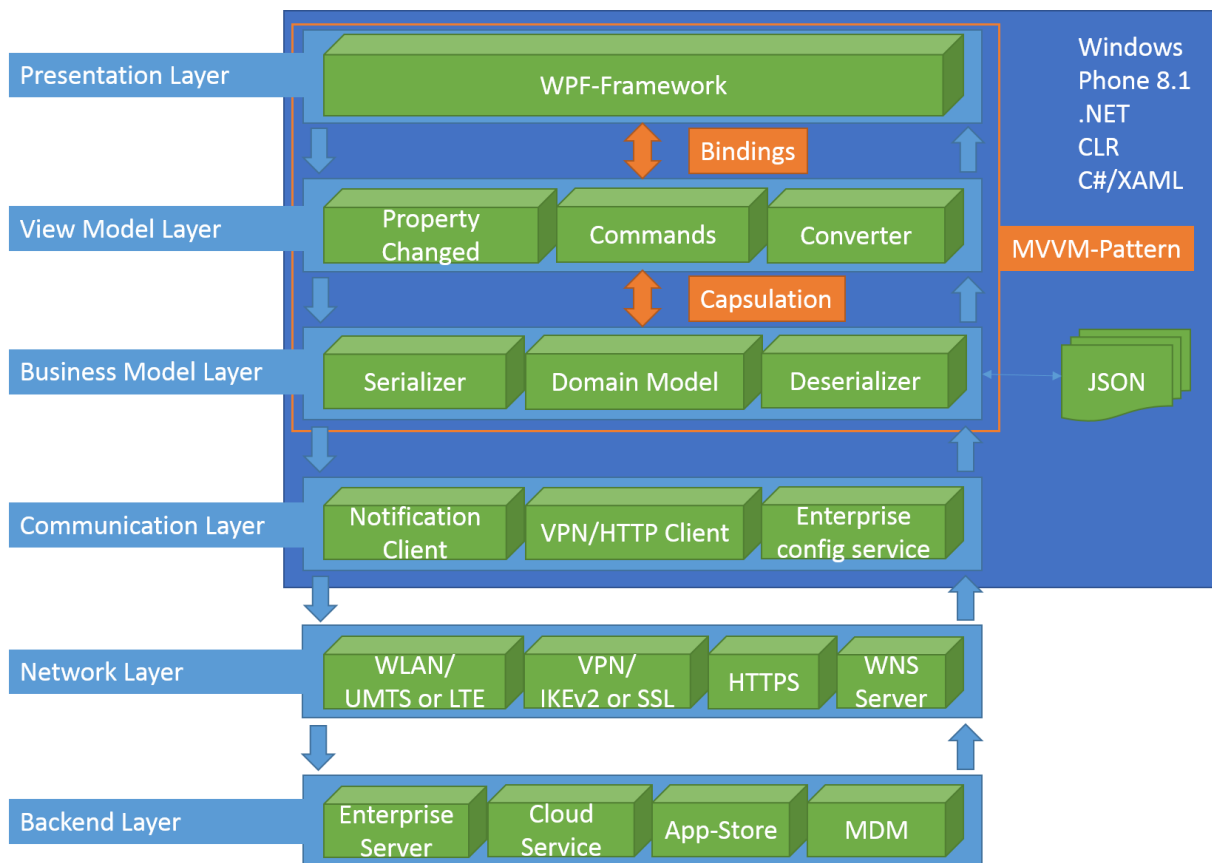 Presentation Layer
WPF-Framework
Windows
Phone 8.1
.NET
CLR
C#/XAML
Bindings
View Model Layer
Property
Changed
Commands
Converter
MVVM-Pattern
Capsulation
Business Model Layer
Serializer
Domain Model
Deserializer
JSON
Communication Layer
Notification
Client
VPN/HTTP Client
Enterprise
config service
Network Layer
WLAN/
UMTS or LTE
VPN/
IKEv2 or SSL
HTTPS
WNS
Server
Backend Layer
Enterprise
Server
Cloud
Service
App-Store
MDM